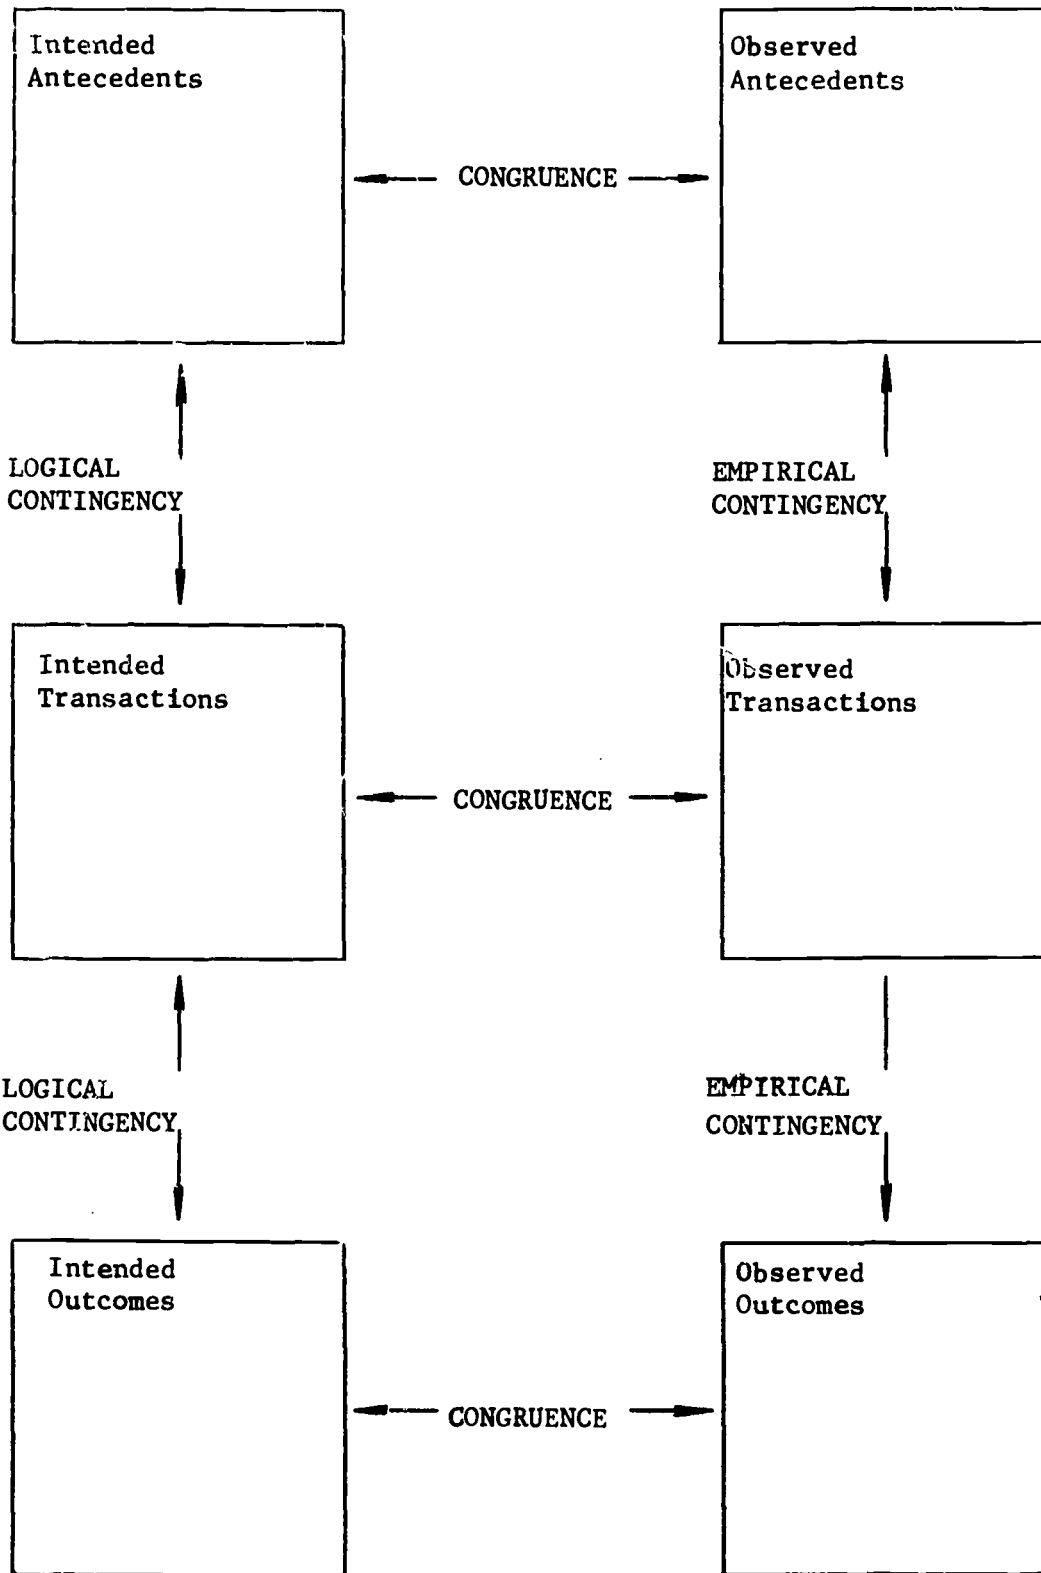 Intended
Antecedents
Observed
Antecedents
CONGRUENCE
LOGICAL
CONTINGENCY
EMPIRICAL
CONTINGENCY
Intended
Transactions
Observed
Transactions
CONGRUENCE
LOGICAL
CONTINGENCY
EMPIRICAL
CONTINGENCY
Intended
Outcomes
Observed
Outcomes
CONGRUENCE